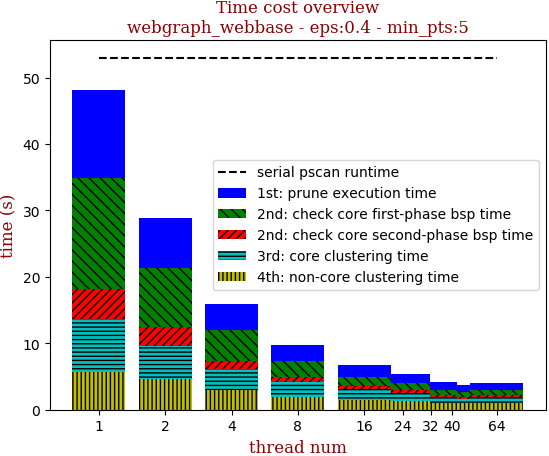 Time cost overview
webgraph_webbase - eps:0.4 - min_pts:5
time (s)
50
40
30
20
10
0
serial pscan runtime
1st: prune execution time
2nd: check core first-phase bsp time
2nd: check core second-phase bsp time
3rd: core clustering time
4th: non-core clustering time
1 2 4 8 16 24 32 40 64
thread num